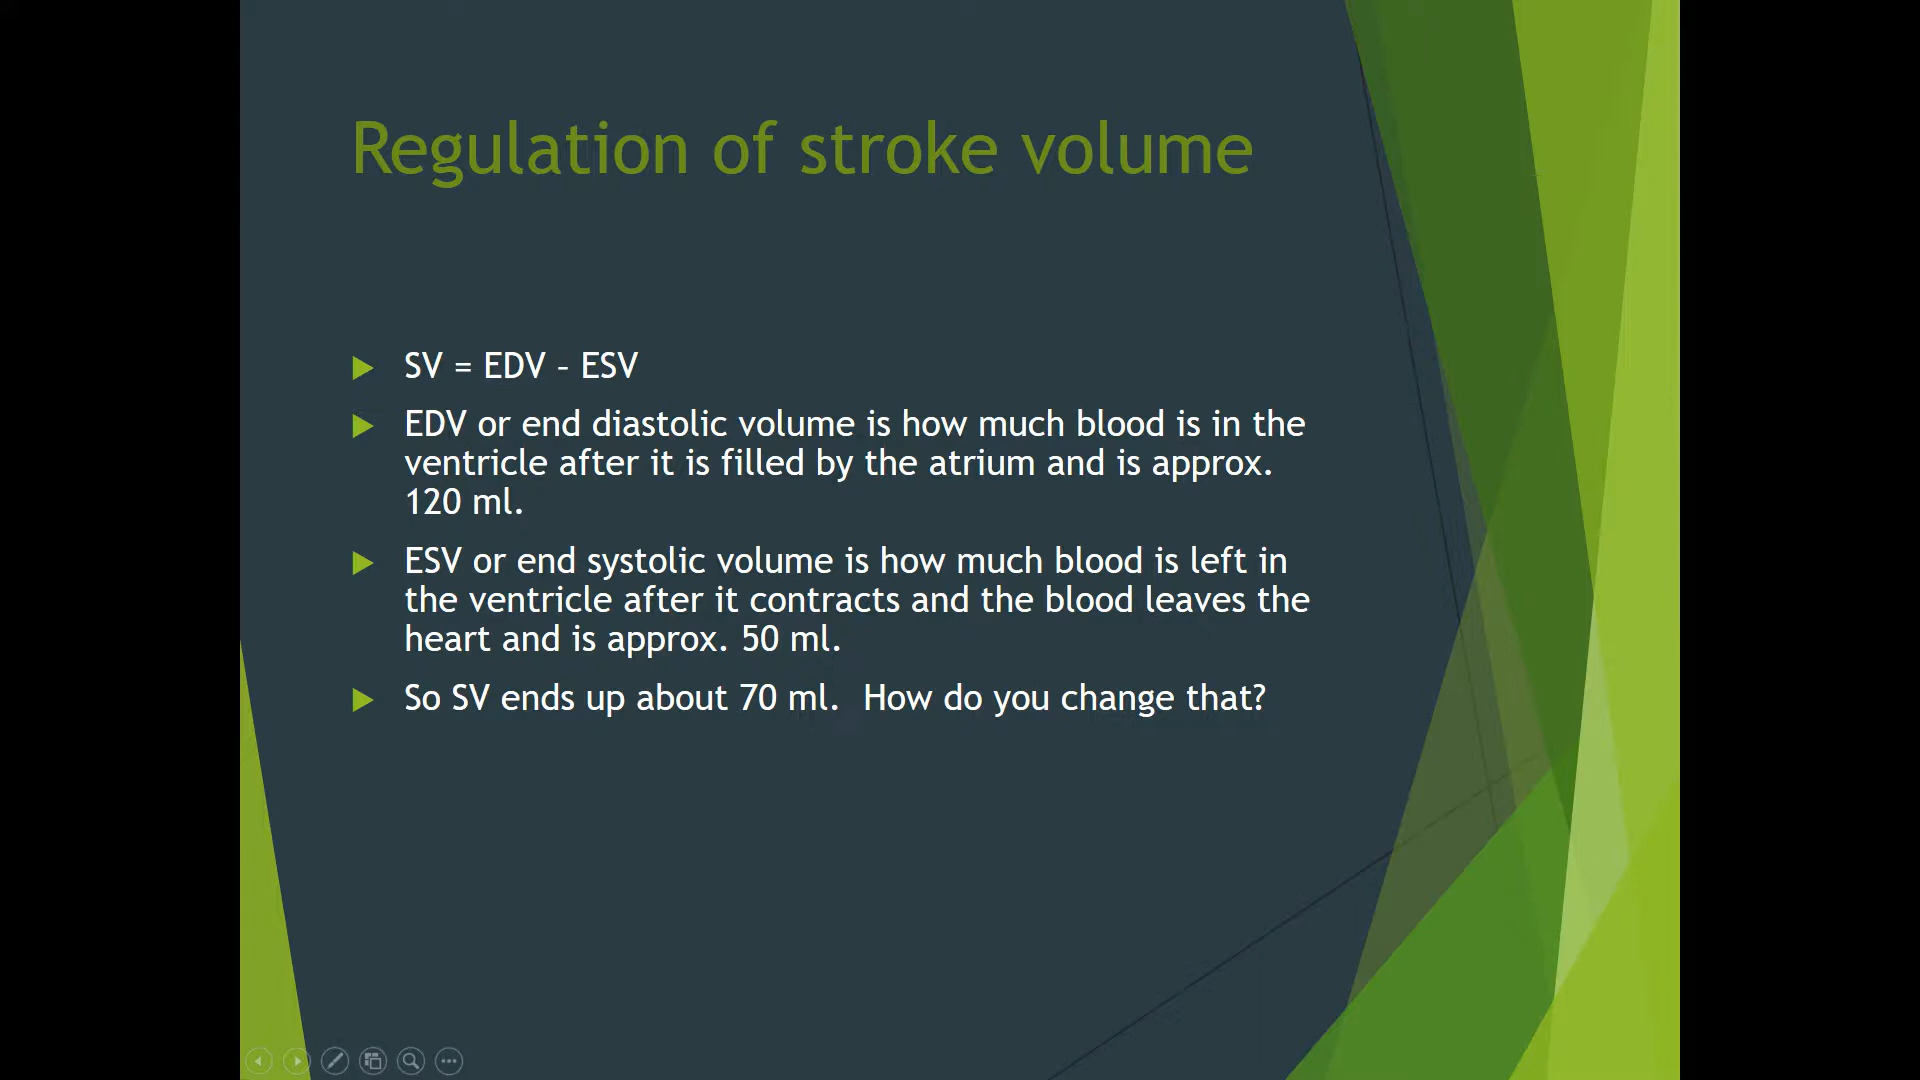 Regulation of stroke volume
SV = EDV – ESV
EDV or end diastolic volume is how much blood is in the
ventricle after it is filled by the atrium and is approx.
120 ml.
ESV or end systolic volume is how much blood is left in
the ventricle after it contracts and the blood leaves the
heart and is approx. 50 ml.
So SV ends up about 70 ml.  How do you change that?